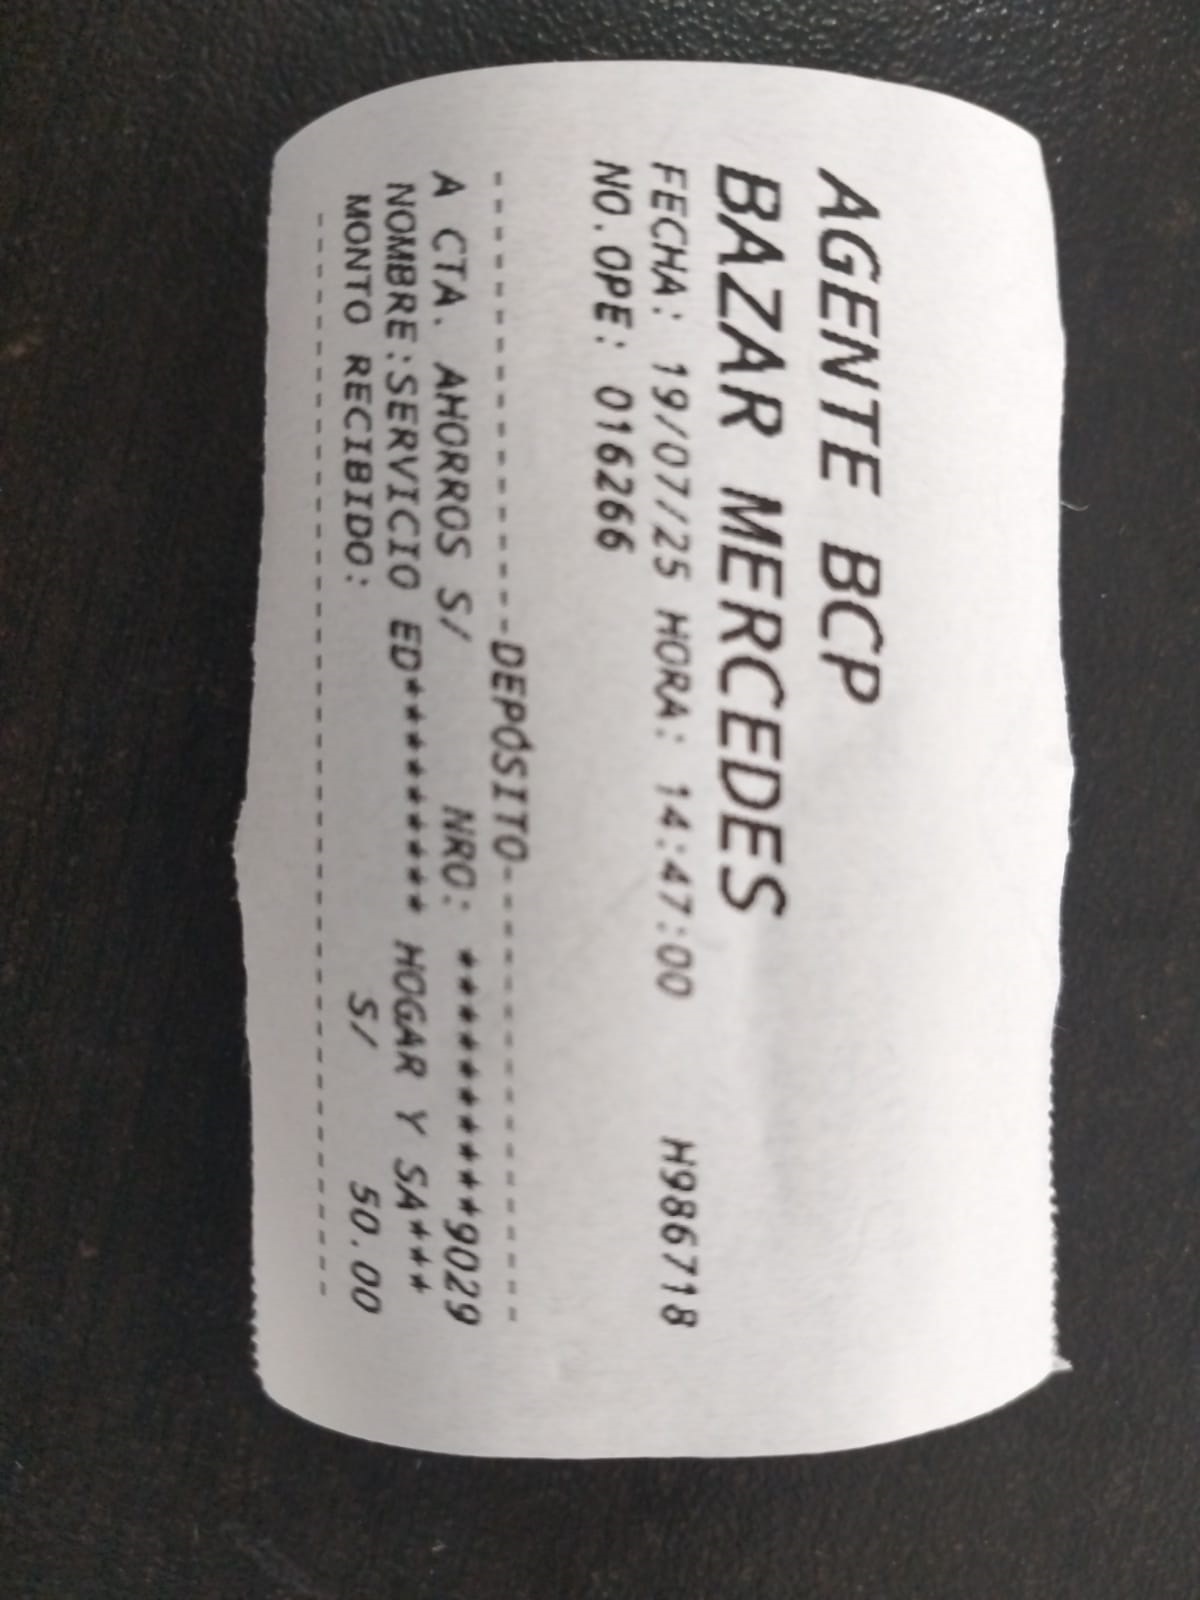 AGENTE BCP
BAZAR MERCEDES
FECHA: 19/07/25 HORA: 14:47:00 H986718
NO.OPE: 016266
--------------------DEPÓSITO--------------------
A CTA. AHORROS S/ NRO: **********9029
NOMBRE:SERVICIO ED********** HOGAR Y SA***
MONTO RECIBIDO: S/ 50.00
------------------------------------------------